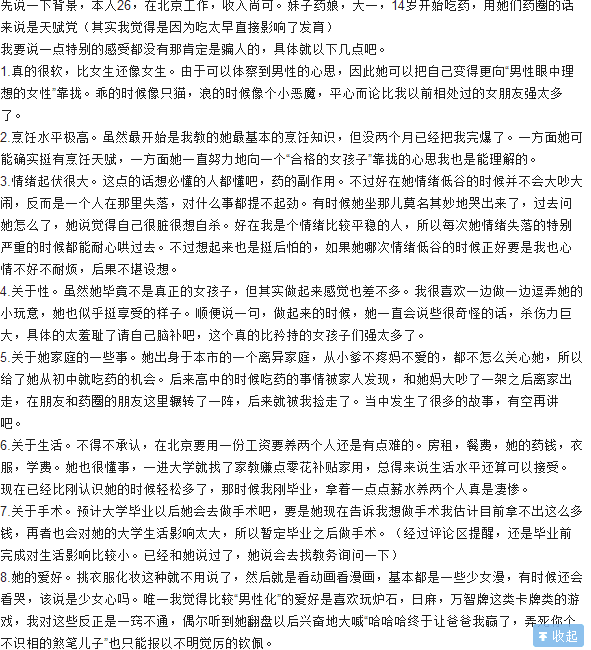 先说一下背景，本人26，在北京工作，收入尚可。妹子药娘，大一，14岁开始吃药，用她们药圈的话
来说是天赋党（其实我觉得是因为吃太早直接影响了发育）
我要说一点特别的感受都没有那肯定是骗人的，具体就以下几点吧。
1.真的很软，比女生还像女生。由于可以体察到男性的心思，因此她可以把自己变得更向“男性眼中理
想的女性”靠拢。乖的时候像只猫，浪的时候像个小恶魔，平心而论比我以前相处过的女朋友强太多
了。
2.烹饪水平极高。虽然最开始是我教的她最基本的烹饪知识，但没两个月已经把我完爆了。一方面她可
能确实挺有烹饪天赋，一方面她一直努力地向一个“合格的女孩子”靠拢的心思我也是能理解的。
3.情绪起伏很大。这点的话想必懂的人都懂吧，药的副作用。不过好在她情绪低谷的时候并不会大吵大
闹，反而是一个人在那里失落，对什么事都提不起劲。有时候她坐那儿莫名其妙地哭出来了，过去问
她怎么了，她说觉得自己很脏很想自杀。好在我是个情绪比较平稳的人，所以每次她情绪失落的特别
严重的时候都能耐心哄过去。不过想起来也是挺后怕的，如果她哪次情绪低谷的时候正好要是我也心
情不好不耐烦，后果不堪设想。
4.关于性。虽然她毕竟不是真正的女孩子，但其实做起来感觉也差不多。我很喜欢一边做一边逗弄她的
小玩意，她也似乎挺享受的样子。顺便说一句，做起来的时候，她一直会说些很奇怪的话，杀伤力巨
大，具体的太羞耻了请自己脑补吧，这个真的比矜持的女孩子们强太多了。
5.关于她家庭的一些事。她出身于本市的一个离异家庭，从小爹不疼妈不爱的，都不怎么关心她，所以
给了她从初中就吃药的机会。后来高中的时候吃药的事情被家人发现，和她妈大吵了一架之后离家出
走，在朋友和药圈的朋友这里辗转了一阵，后来就被我捡走了。当中发生了很多的故事，有空再讲
吧。
6.关于生活。不得不承认，在北京要用一份工资要养两个人还是有点难的。房租，餐费，她的药钱，衣
服，学费。她也很懂事，一进大学就找了家教赚点零花补贴家用，总得来说生活水平还算可以接受。
现在已经比刚认识她的时候轻松多了，那时候我刚毕业，拿着一点点薪水养两个人真是凄惨。
7.关于手术。预计大学毕业以后她会去做手术吧，要是她现在告诉我想做手术我估计目前拿不出这么多
钱，再者也会对她的大学生活影响太大，所以暂定毕业之后做手术。（经过评论区提醒，还是毕业前
完成对生活影响比较小。已经和她说过了，她说会去找教务询问一下）
8.她的爱好。挑衣服化妆这种就不用说了，然后就是看动画看漫画，基本都是一些少女漫，有时候还会
看哭，该说是少女心吗。唯一我觉得比较“男性化”的爱好是喜欢玩炉石，日麻，万智牌这类卡牌类的游
戏，我对这些反正是一窍不通，偶尔听到她翻盘以后兴奋地大喊“哈哈哈终于让爸爸我赢了，弄死你个
不识相的煞笔儿子”也只能报以不明觉厉的钦佩。
收起